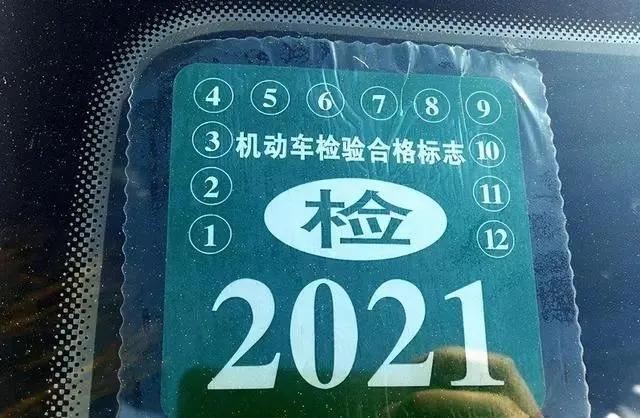 ④ ⑤ ⑥ ⑦ ⑧ ⑨
③ 机动车检验合格标志 ⑩
② ⑪
① 检 ⑫
2021